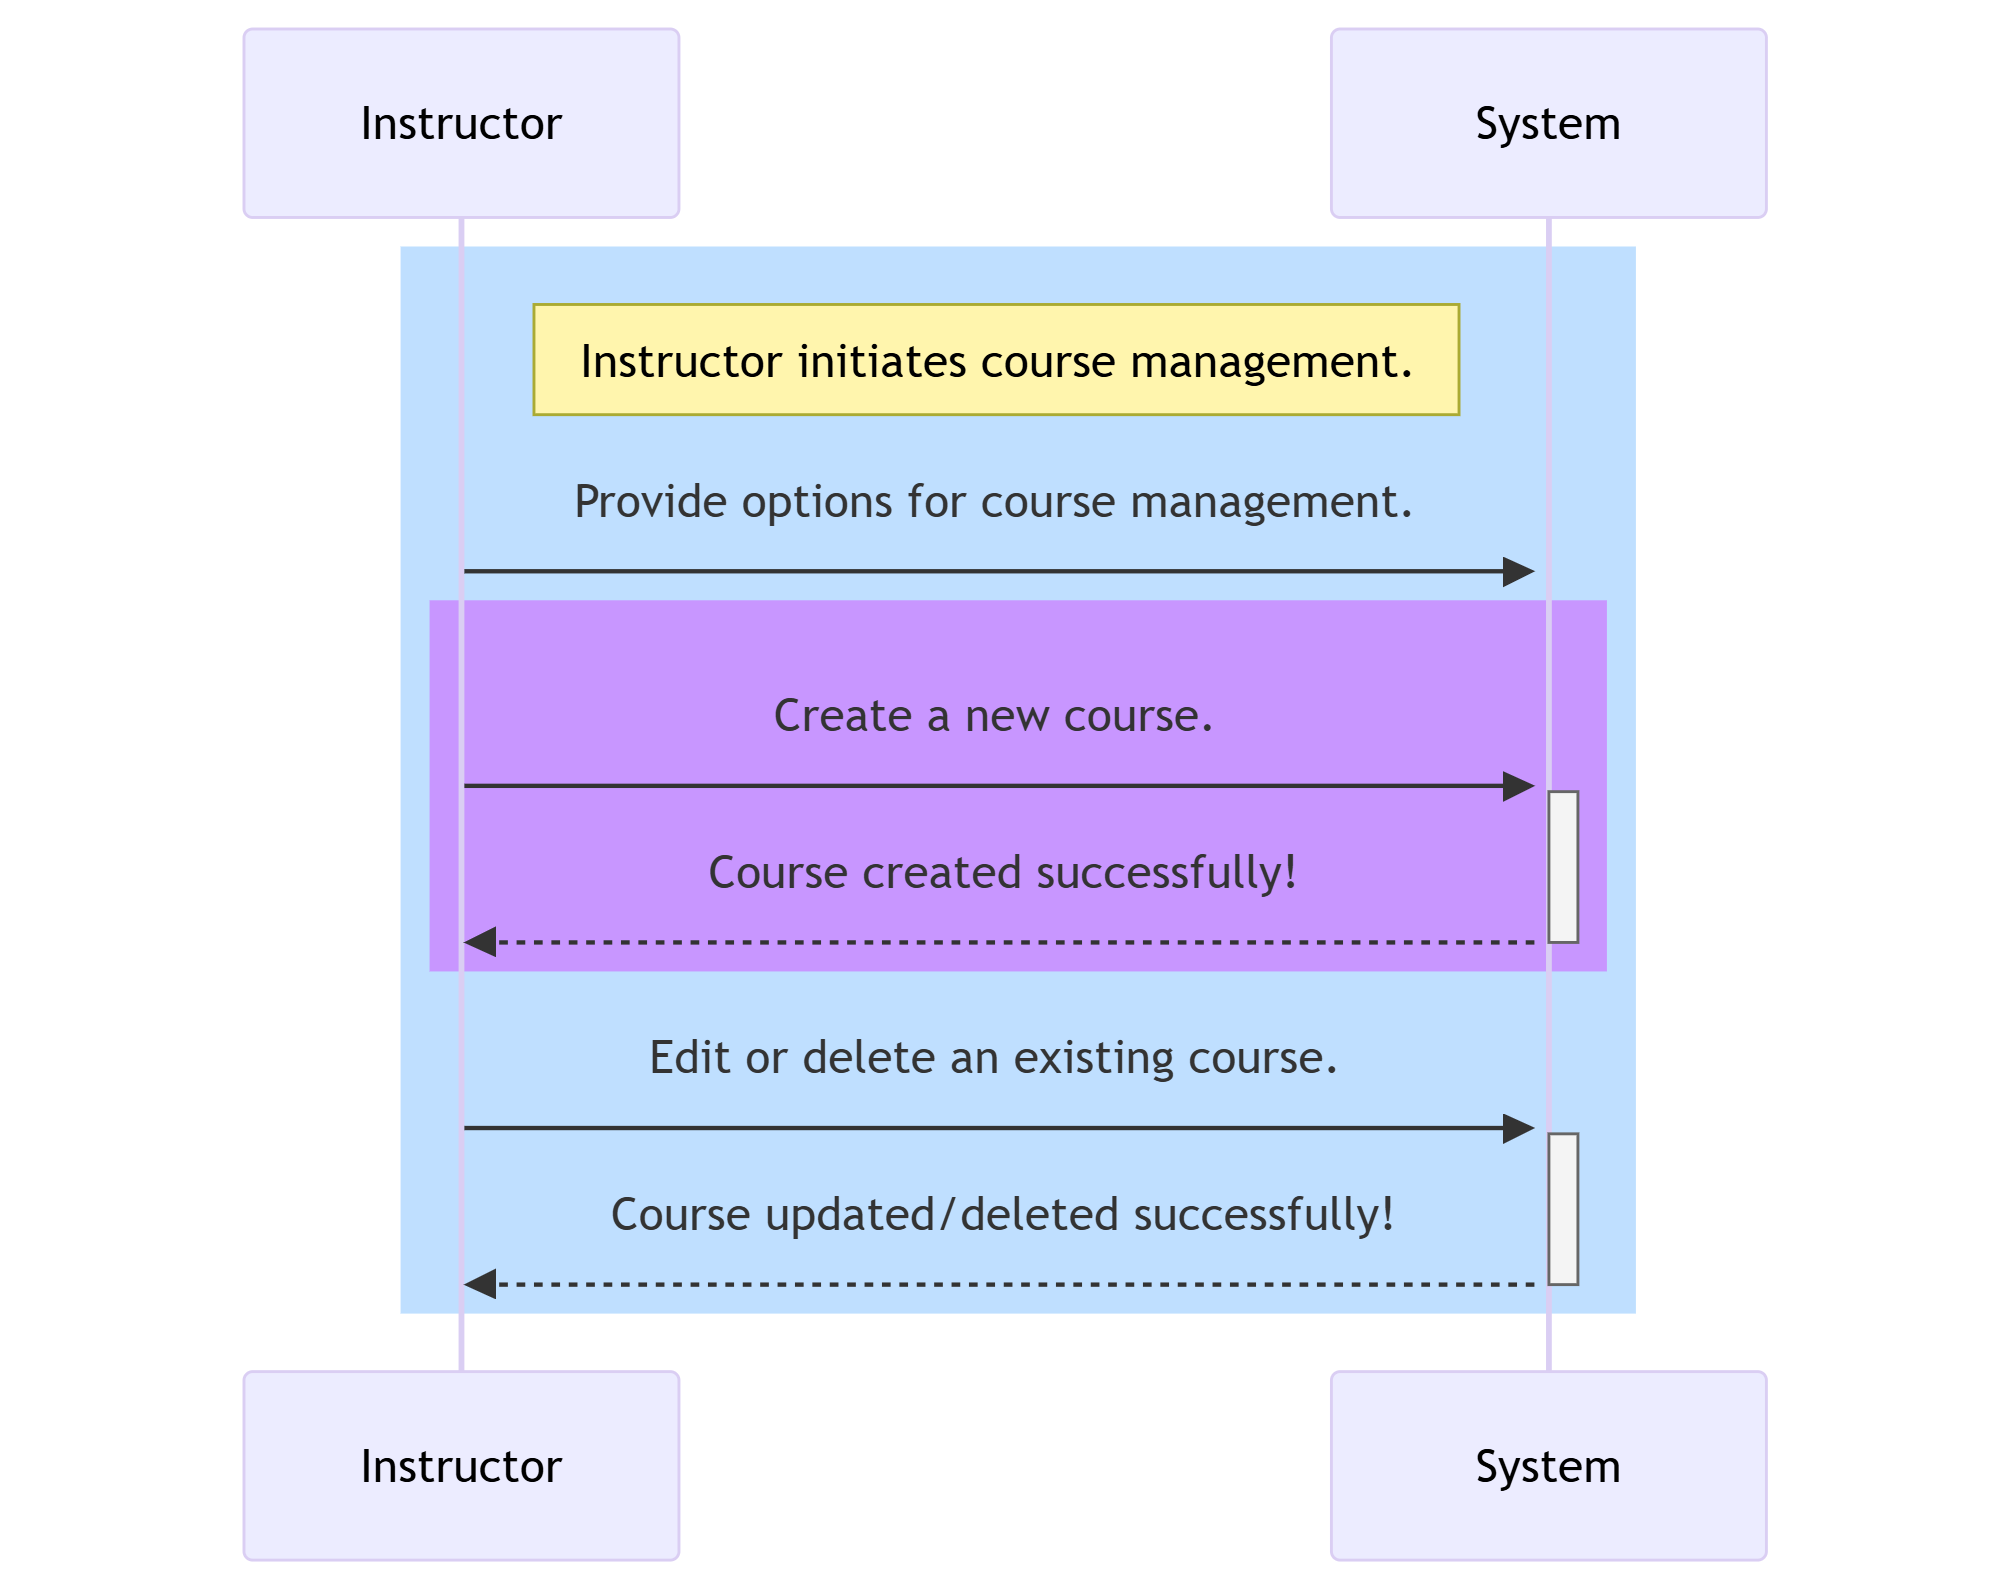 Instructor
System
Instructor initiates course management.
Provide options for course management.
Create a new course.
Course created successfully!
Edit or delete an existing course.
Course updated/deleted successfully!
Instructor
System